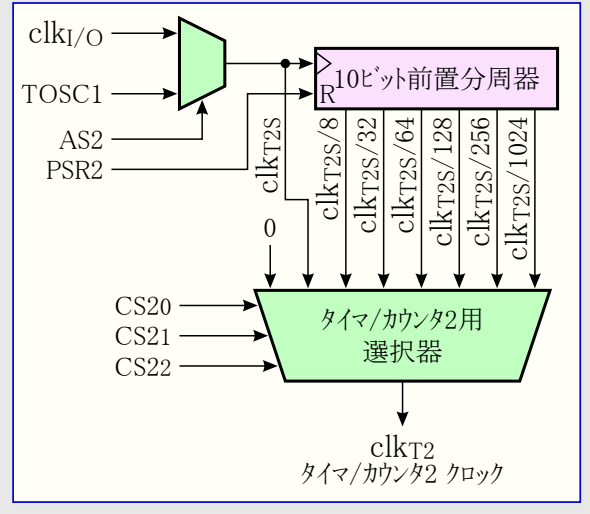 clkI/O
TOSC1
AS2
PSR2
10ﾋﾞｯﾄ前置分周器
R
clkT2S
clkT2S/8
clkT2S/32
clkT2S/64
clkT2S/128
clkT2S/256
clkT2S/1024
0
CS20
CS21
CS22
ﾀｲﾏ/ｶｳﾝﾀ2用
選択器
clkT2
ﾀｲﾏ/ｶｳﾝﾀ2 ｸﾛｯｸ